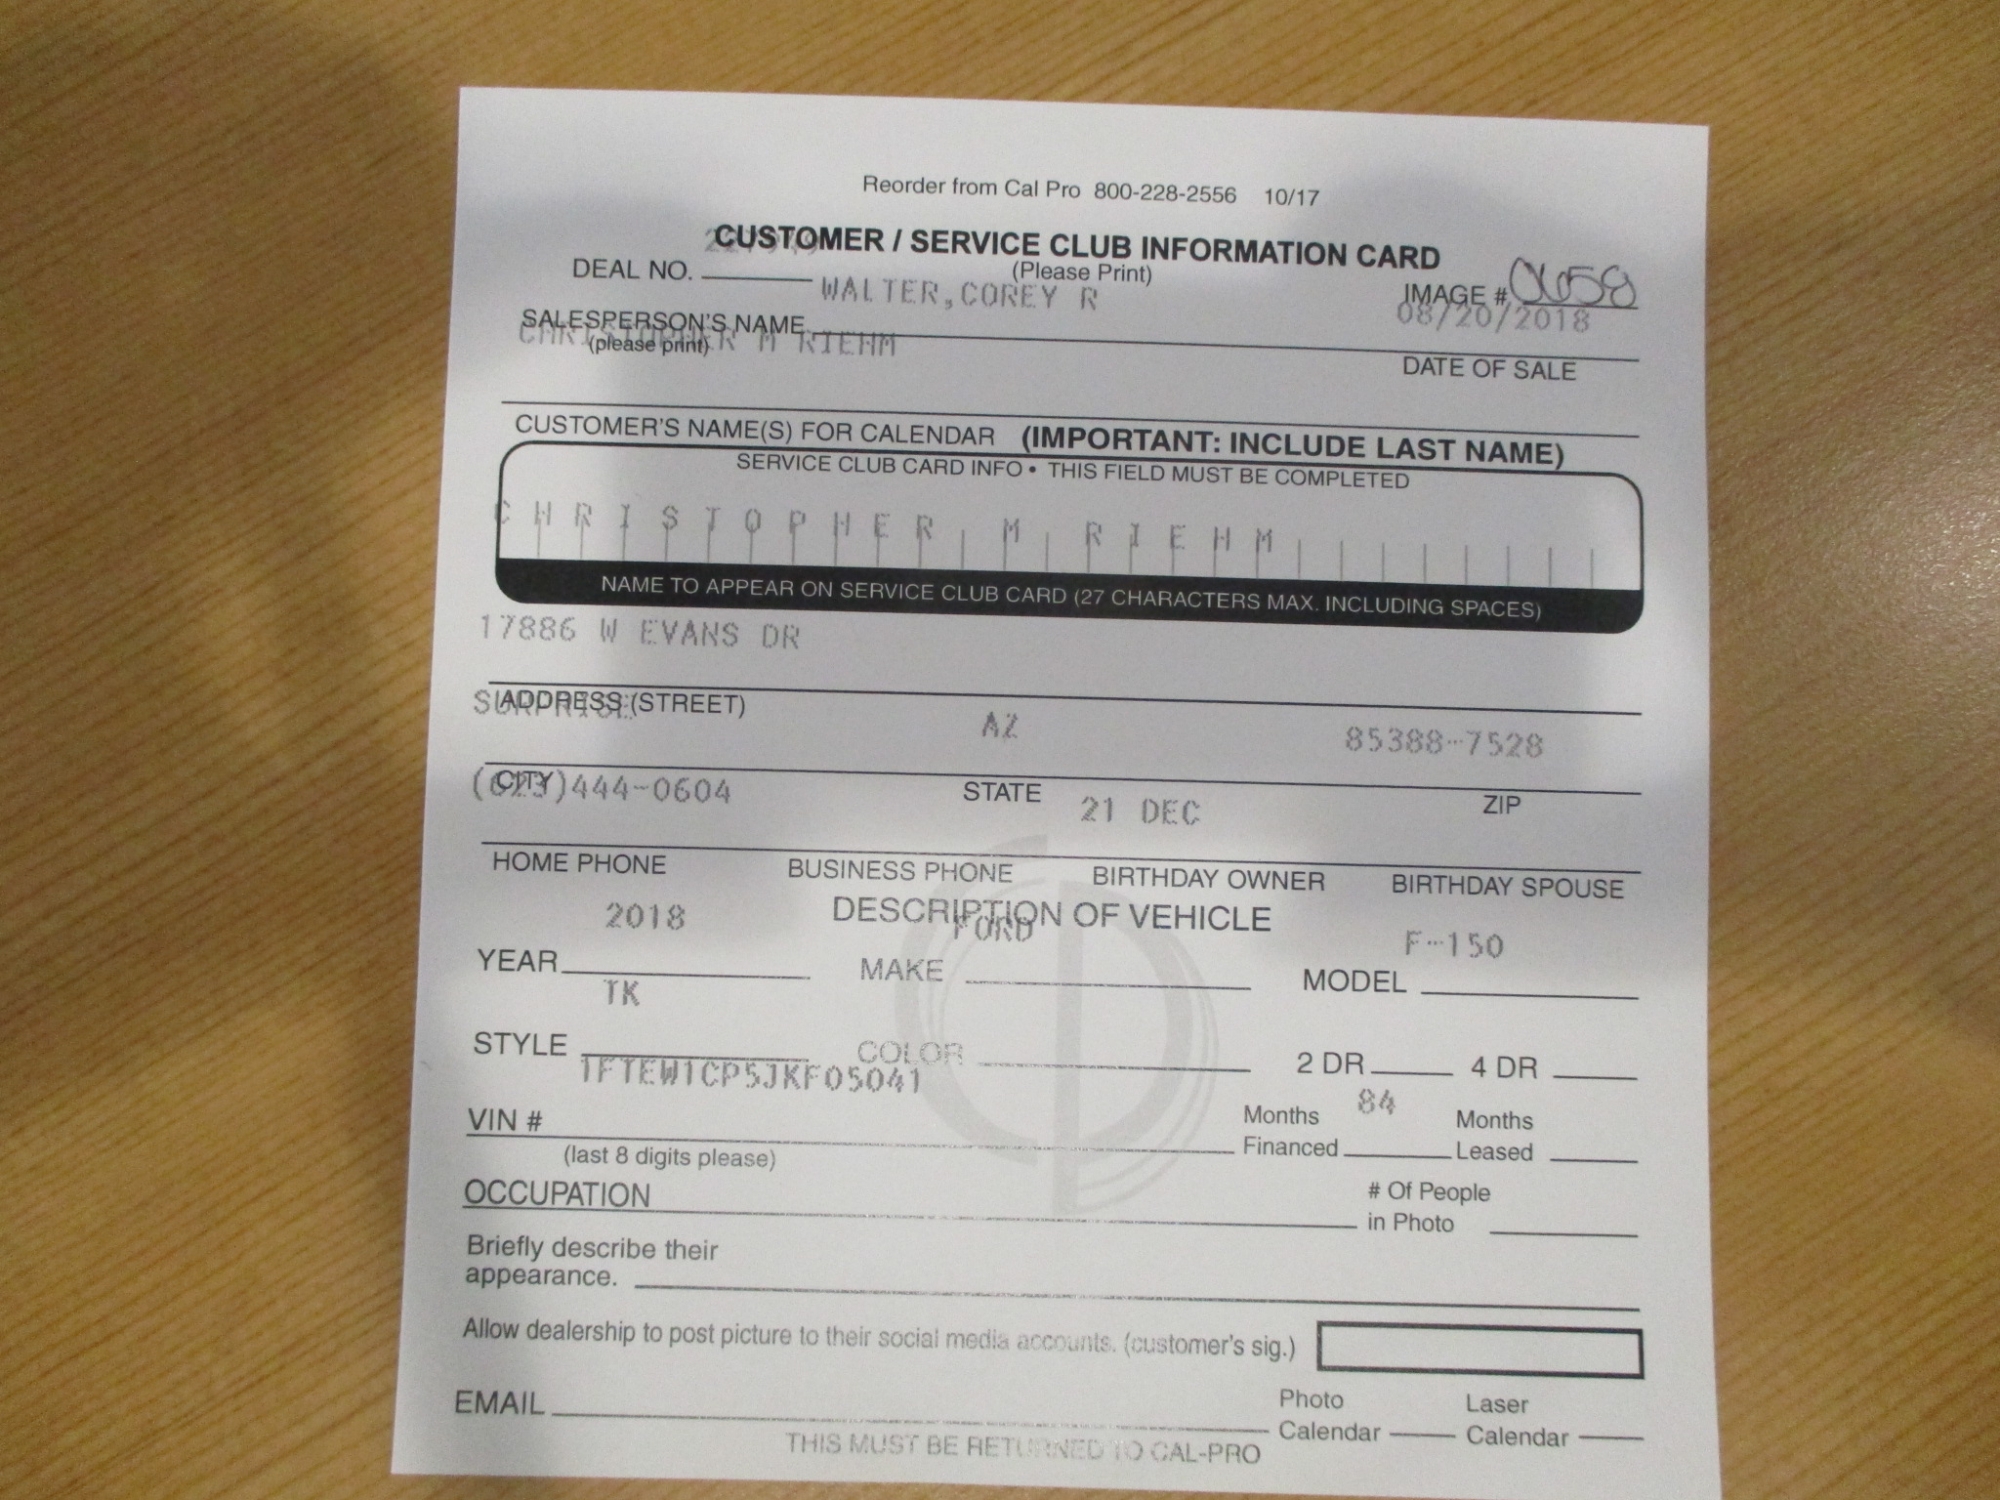 Reorder from Cal Pro 800-228-2556 10/17
CUSTOMER / SERVICE CLUB INFORMATION CARD
DEAL NO. (Please Print)
WALTER,COREY R IMAGE # 0658
SALESPERSON'S NAME 08/20/2018
CHRISTOPHER M RIEHM
(please print)
DATE OF SALE
CUSTOMER'S NAME(S) FOR CALENDAR (IMPORTANT: INCLUDE LAST NAME)
SERVICE CLUB CARD INFO • THIS FIELD MUST BE COMPLETED
CHRISTOPHER M RIEHM
NAME TO APPEAR ON SERVICE CLUB CARD (27 CHARACTERS MAX. INCLUDING SPACES)
17886 W EVANS DR
ADDRESS (STREET)
SURPRISE AZ 85388-7528
CITY STATE ZIP
(623)444-0604 21 DEC
HOME PHONE BUSINESS PHONE BIRTHDAY OWNER BIRTHDAY SPOUSE
DESCRIPTION OF VEHICLE
2018 FORD F-150
YEAR MAKE MODEL
TK
STYLE COLOR 2 DR 4 DR
1FTEW1CP5JKF05041 84
VIN # Months Financed Months Leased
(last 8 digits please)
OCCUPATION # Of People in Photo
Briefly describe their
appearance.
Allow dealership to post picture to their social media accounts. (customer's sig.)
EMAIL Photo Calendar Laser Calendar
THIS MUST BE RETURNED TO CAL-PRO